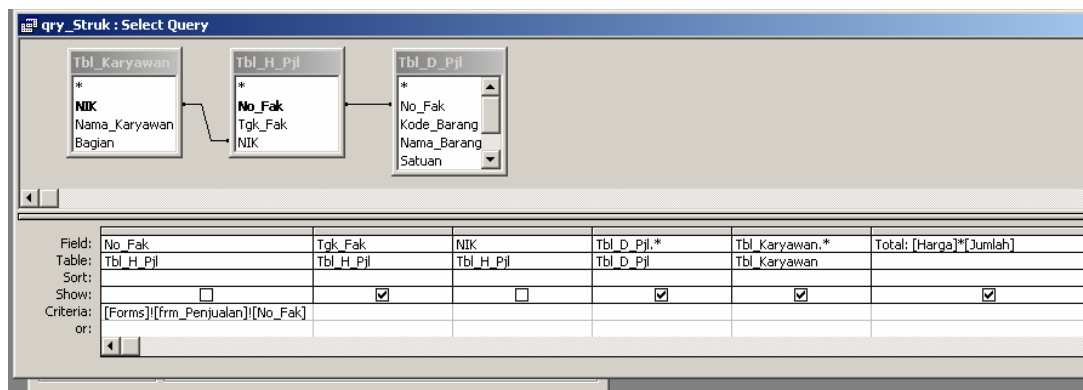 qry_Struk : Select Query
Tbl_Karyawan Tbl_H_Pjl Tbl_D_Pjl
* * *
NIK No_Fak No_Fak
Nama_Karyawan Tgk_Fak Kode_Barang
Bagian NIK Nama_Barang
Satuan
Field: No_Fak Tgk_Fak NIK Tbl_D_Pjl.* Tbl_Karyawan.* Total: [Harga]*[Jumlah]
Table: Tbl_H_Pjl Tbl_H_Pjl Tbl_H_Pjl Tbl_D_Pjl Tbl_Karyawan
Sort:
Show:
Criteria: [Forms]![frm_Penjualan]![No_Fak]
or: